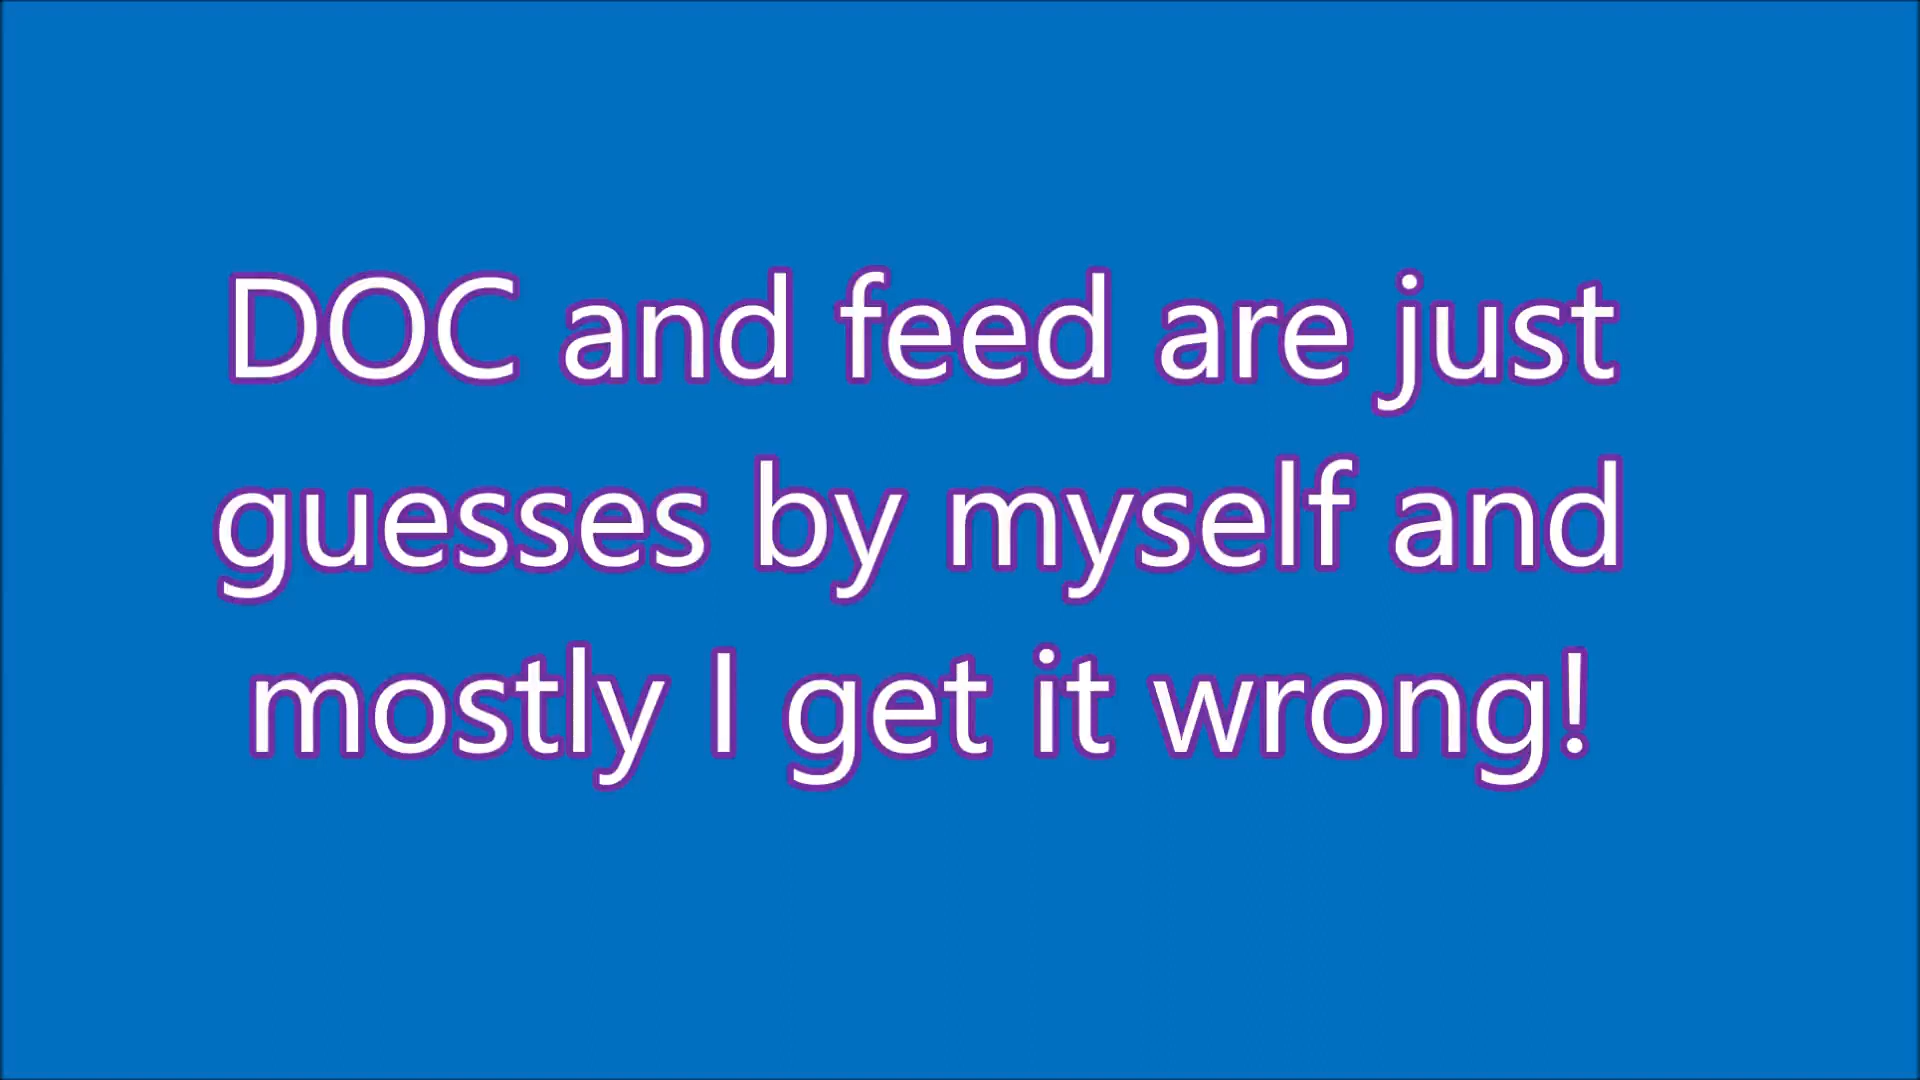 DOC and feed are just
guesses by myself and
mostly I get it wrong!